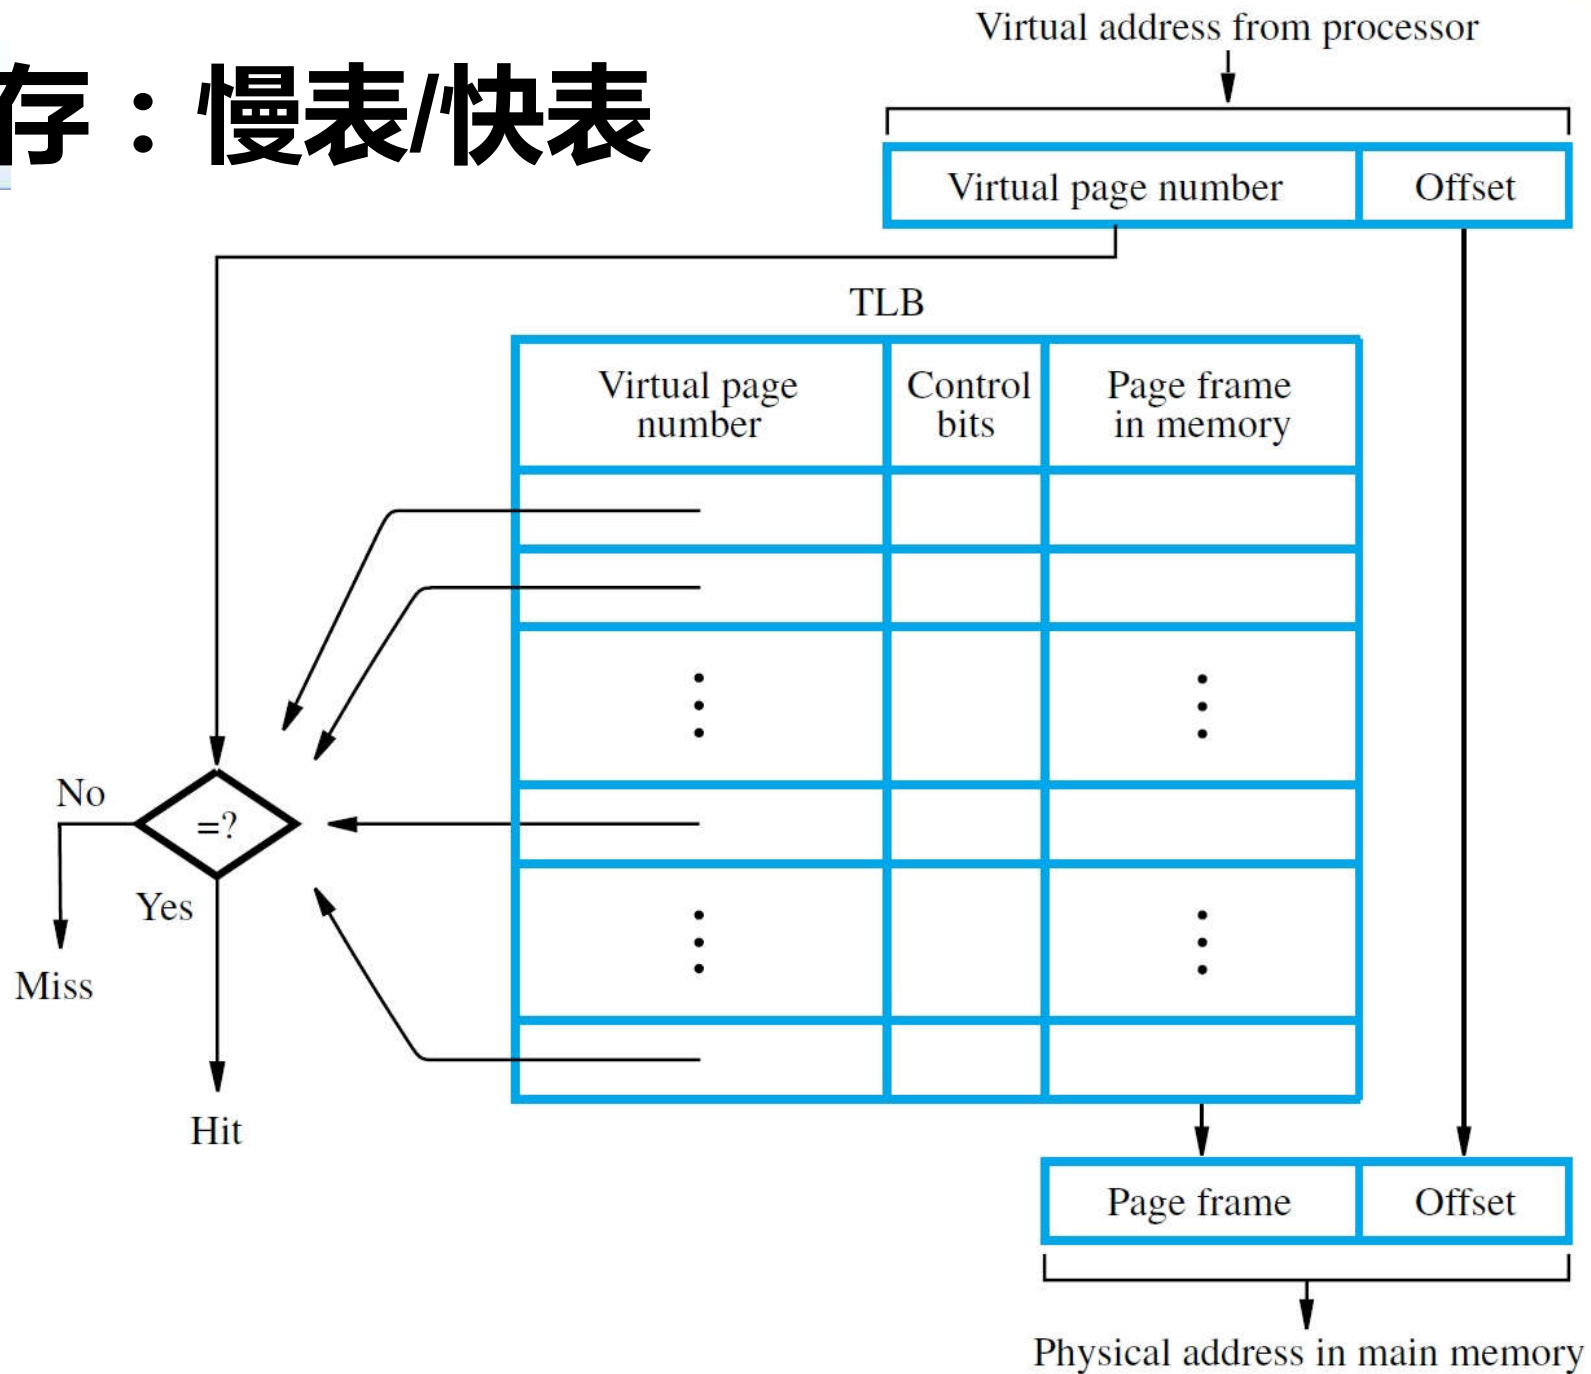 Virtual address from processor
存：慢表/快表
Virtual page number
Offset
TLB
Virtual page
number
Control
bits
Page frame
in memory
No
=?
Yes
Miss
Hit
Page frame
Offset
Physical address in main memory